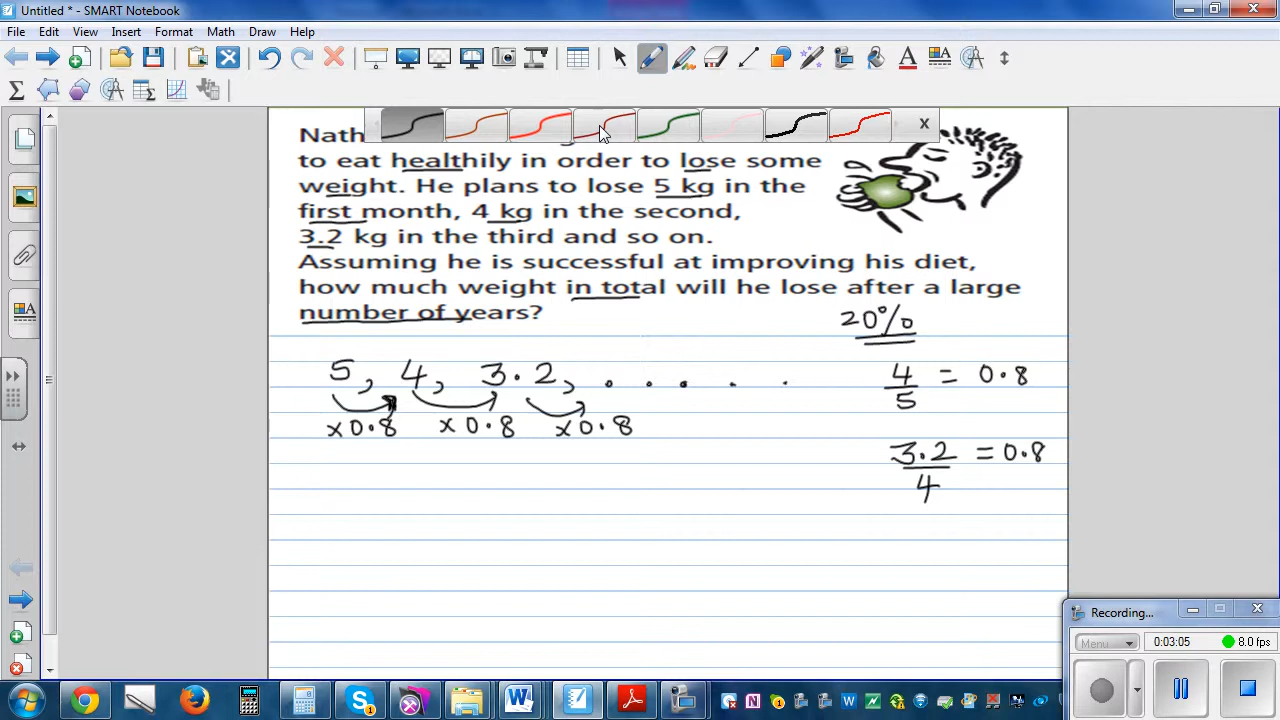 Untitled * - SMART Notebook
File Edit View Insert Format Math Draw Help
Nath
to eat healthily in order to lose some
weight. He plans to lose 5 kg in the
first month, 4 kg in the second,
3.2 kg in the third and so on.
Assuming he is successful at improving his diet,
how much weight in total will he lose after a large
number of years?
20%
5, 4, 3.2, . . . . .
x0.8 x0.8 x0.8
4/5 = 0.8
3.2/4 = 0.8
Recording...
Menu
0:03:05
8.0 fps